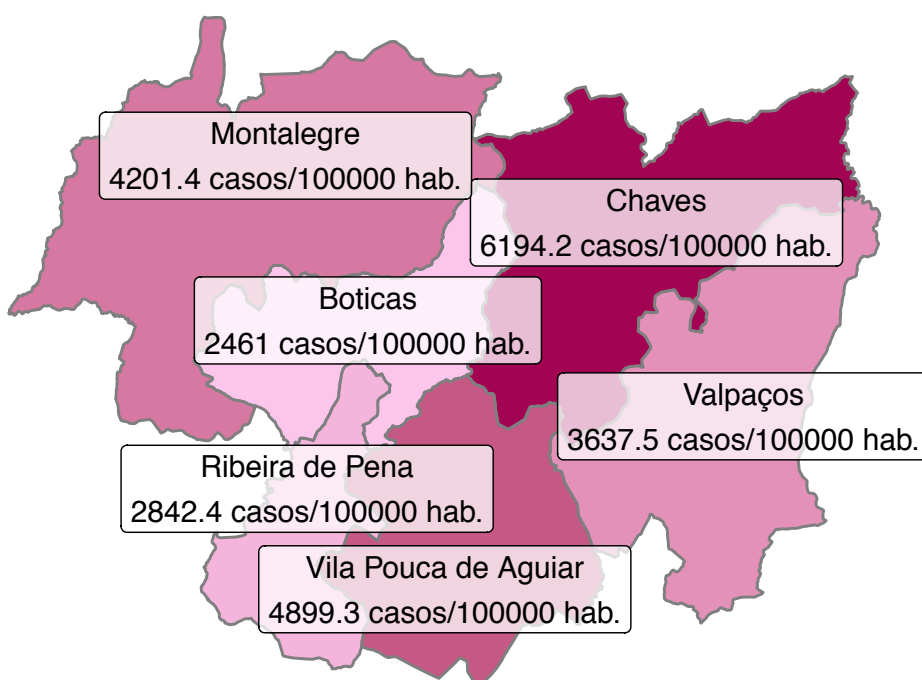 Montalegre
4201.4 casos/100000 hab.
Chaves
6194.2 casos/100000 hab.
Boticas
2461 casos/100000 hab.
Valpaços
3637.5 casos/100000 hab.
Ribeira de Pena
2842.4 casos/100000 hab.
Vila Pouca de Aguiar
4899.3 casos/100000 hab.